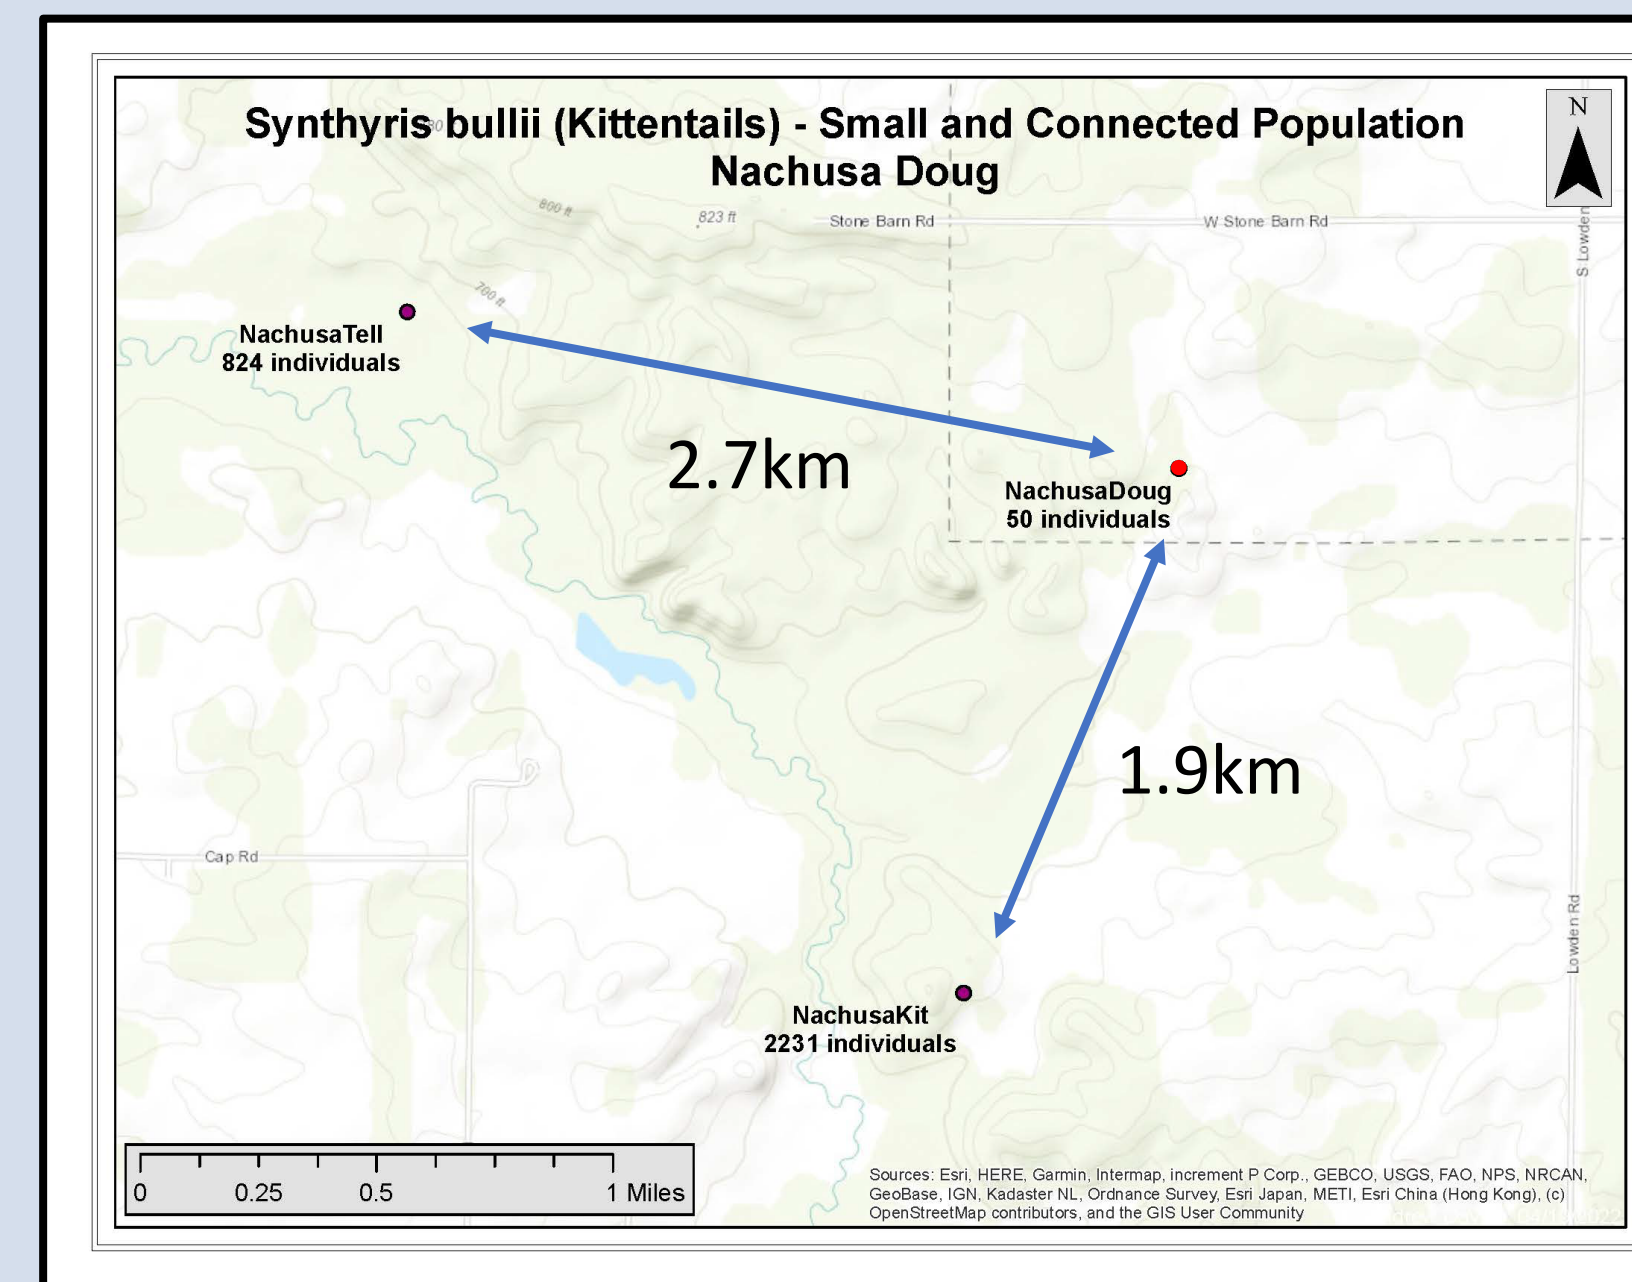 Synthyris bullii (Kittentails) - Small and Connected Population
Nachusa Doug
N
800 ft
823 ft
Stone Barn Rd
W Stone Barn Rd
S Lowden
700 ft
NachusaTell
824 individuals
2.7km
NachusaDoug
50 individuals
1.9km
Cap Rd
Lowden Rd
NachusaKit
2231 individuals
0 0.25 0.5 1 Miles
Sources: Esri, HERE, Garmin, Intermap, increment P Corp., GEBCO, USGS, FAO, NPS, NRCAN,
GeoBase, IGN, Kadaster NL, Ordnance Survey, Esri Japan, METI, Esri China (Hong Kong), (c)
OpenStreetMap contributors, and the GIS User Community